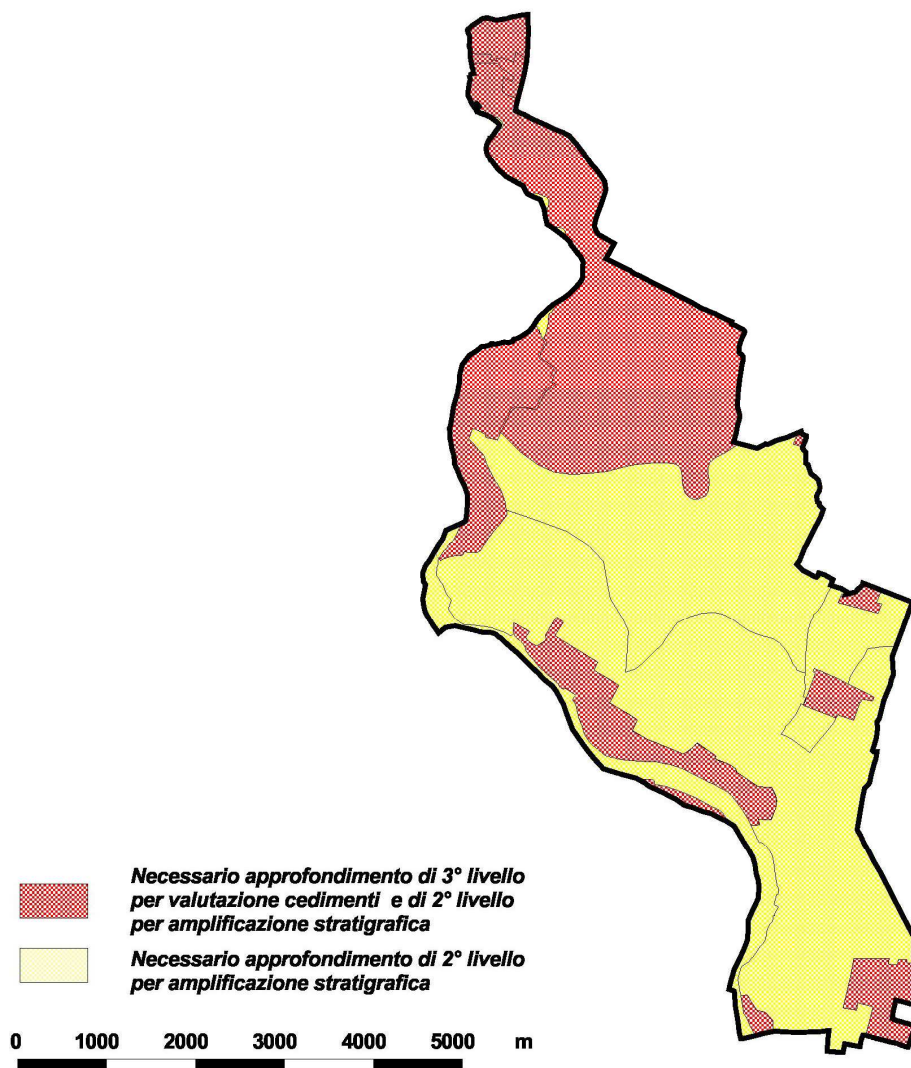 Necessario approfondimento di 3° livello
per valutazione cedimenti e di 2° livello
per amplificazione stratigrafica
Necessario approfondimento di 2° livello
per amplificazione stratigrafica
0 1000 2000 3000 4000 5000 m